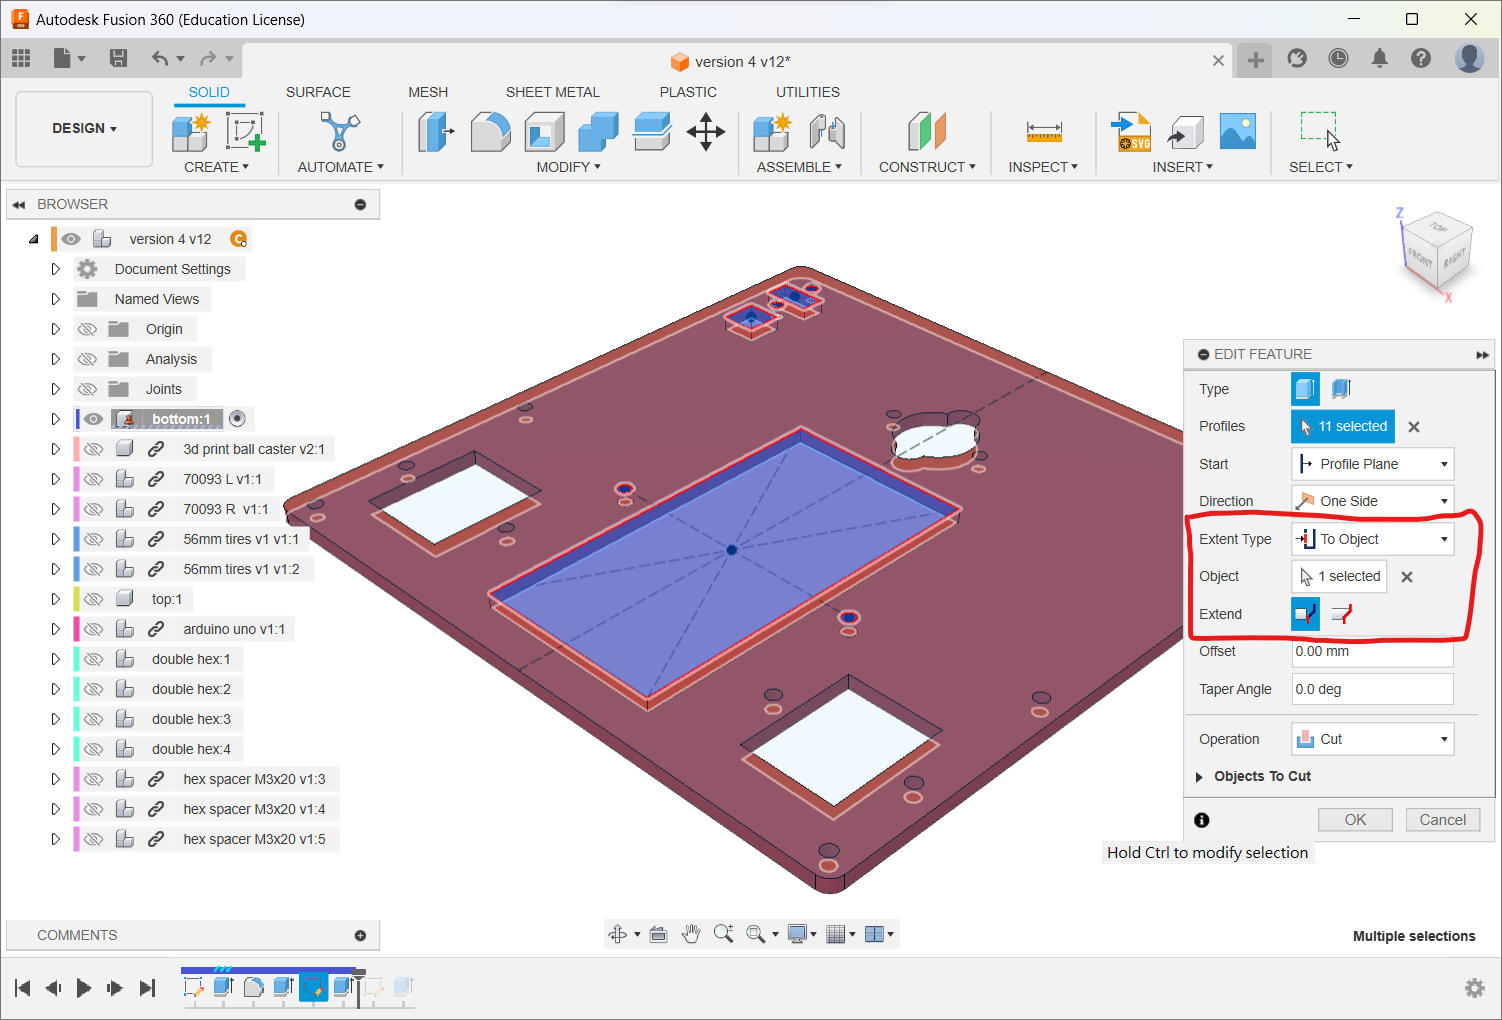 Autodesk Fusion 360 (Education License)
version 4 v12*
DESIGN
SOLID
SURFACE
MESH
SHEET METAL
PLASTIC
UTILITIES
CREATE
AUTOMATE
MODIFY
ASSEMBLE
CONSTRUCT
INSPECT
INSERT
SELECT
SVG
BROWSER
version 4 v12
Document Settings
Named Views
Origin
Analysis
Joints
bottom:1
3d print ball caster v2:1
70093 L v1:1
70093 R v1:1
56mm tires v1 v1:1
56mm tires v1 v1:2
top:1
arduino uno v1:1
double hex:1
double hex:2
double hex:3
double hex:4
hex spacer M3x20 v1:3
hex spacer M3x20 v1:4
hex spacer M3x20 v1:5
Z
TOP
FRONT
RIGHT
X
EDIT FEATURE
Type
Profiles 11 selected
Start Profile Plane
Direction One Side
Extent Type To Object
Object 1 selected
Extend
Offset 0.00 mm
Taper Angle 0.0 deg
Operation Cut
Objects To Cut
OK Cancel
Hold Ctrl to modify selection
COMMENTS
Multiple selections